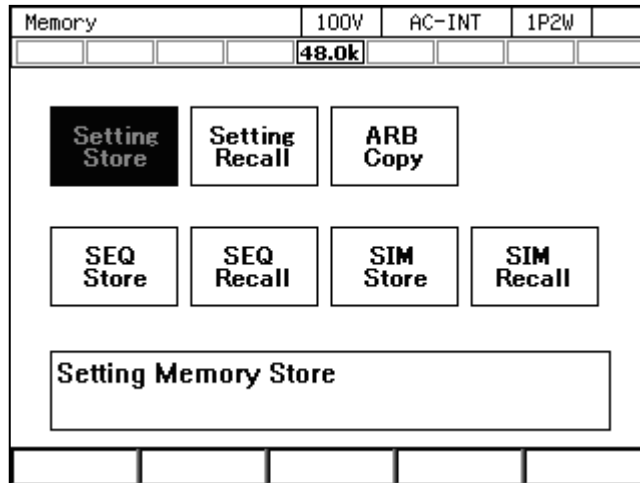 Memory 100V AC-INT 1P2W
48.0k
Setting Store
Setting Recall
ARB Copy
SEQ Store
SEQ Recall
SIM Store
SIM Recall
Setting Memory Store